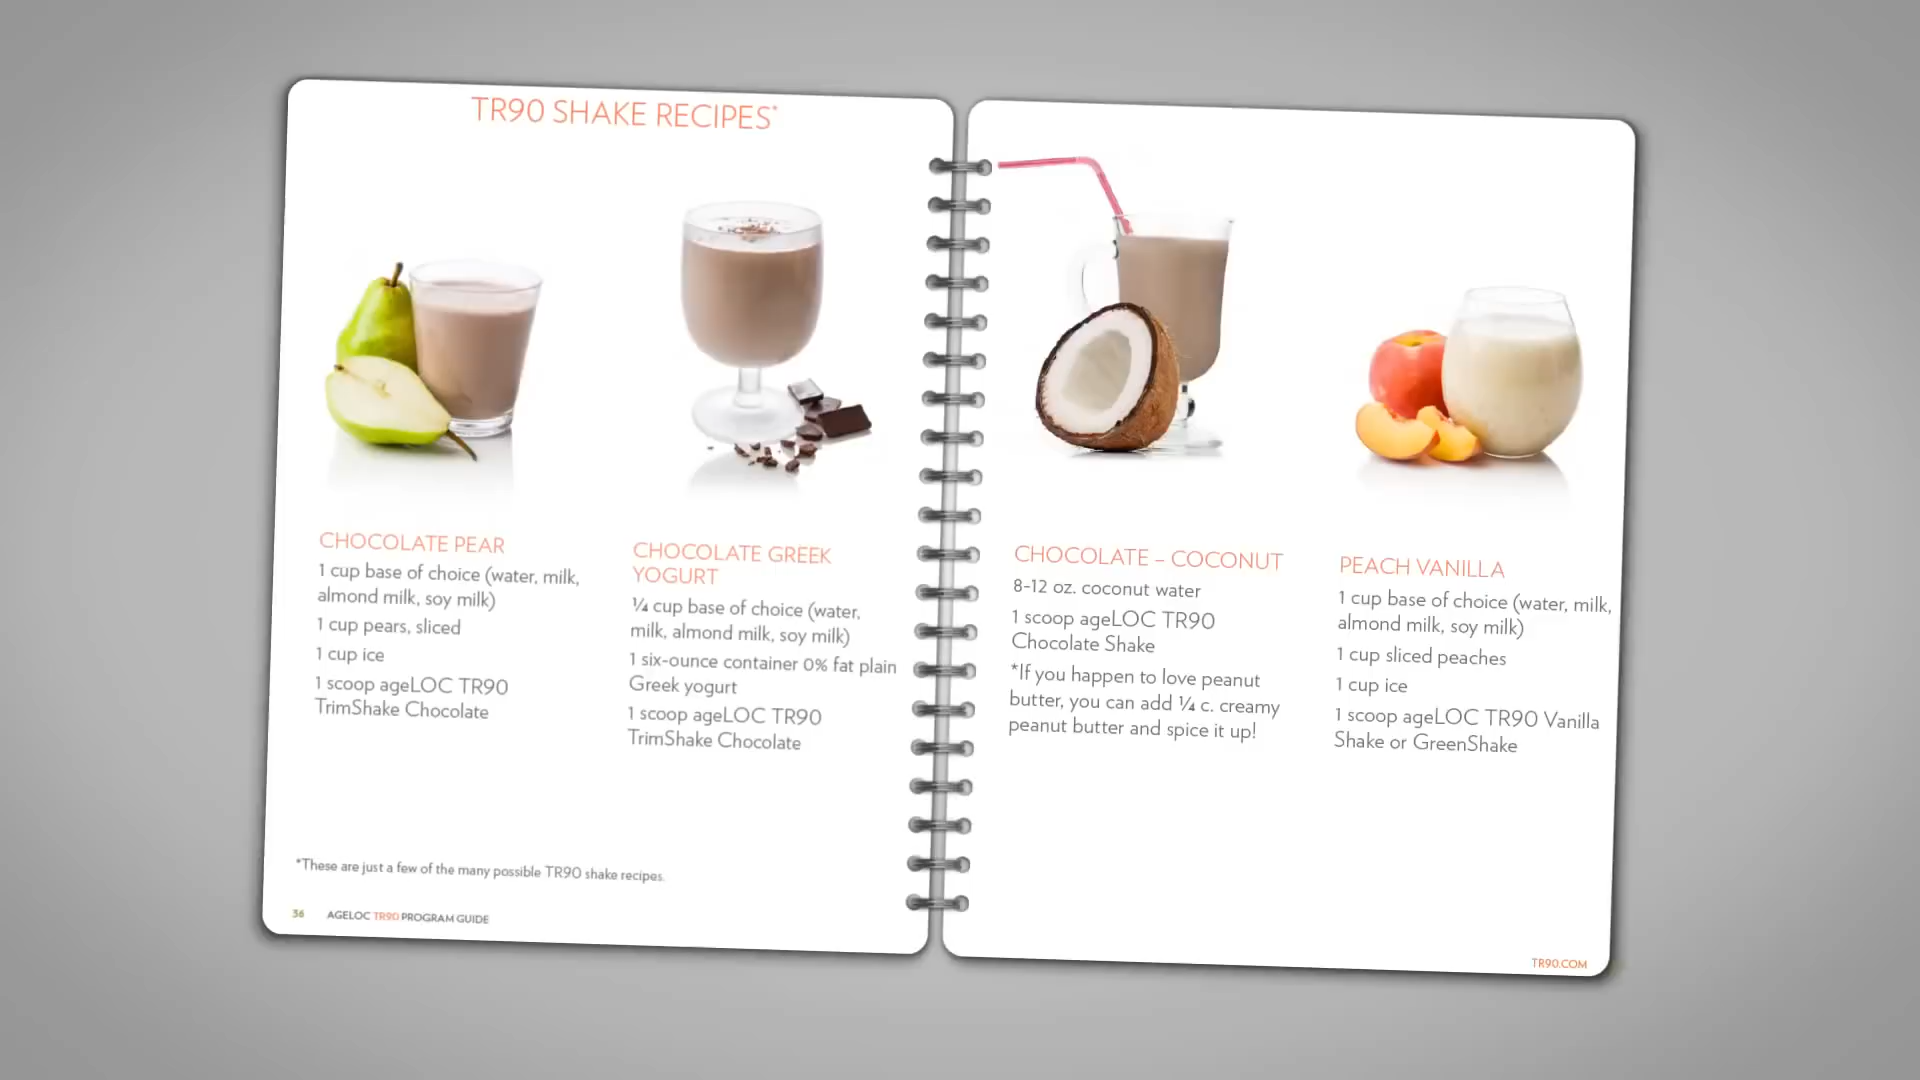 TR90 SHAKE RECIPES*
CHOCOLATE PEAR
1 cup base of choice (water, milk,
almond milk, soy milk)
1 cup pears, sliced
1 cup ice
1 scoop ageLOC TR90
TrimShake Chocolate
CHOCOLATE GREEK
YOGURT
¼ cup base of choice (water,
milk, almond milk, soy milk)
1 six-ounce container 0% fat plain
Greek yogurt
1 scoop ageLOC TR90
TrimShake Chocolate
*These are just a few of the many possible TR90 shake recipes.
36 AGELOC TR90 PROGRAM GUIDE
CHOCOLATE – COCONUT
8-12 oz. coconut water
1 scoop ageLOC TR90
Chocolate Shake
*If you happen to love peanut
butter, you can add ¼ c. creamy
peanut butter and spice it up!
PEACH VANILLA
1 cup base of choice (water, milk,
almond milk, soy milk)
1 cup sliced peaches
1 cup ice
1 scoop ageLOC TR90 Vanilla
Shake or GreenShake
TR90.COM